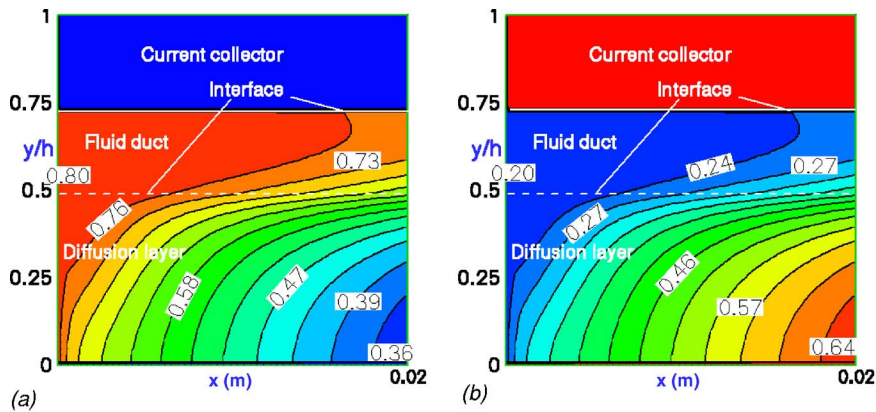 1
Current collector
Interface
0.75
Fluid duct
y/h
0.80
0.73
0.5
0.76
Diffusion layer
0.58
0.47
0.39
0.25
0.36
0
x (m)
0.02
(a)
1
Current collector
Interface
0.75
Fluid duct
y/h
0.20
0.24
0.27
0.5
0.27
Diffusion layer
0.46
0.57
0.25
0.64
0
x (m)
0.02
(b)